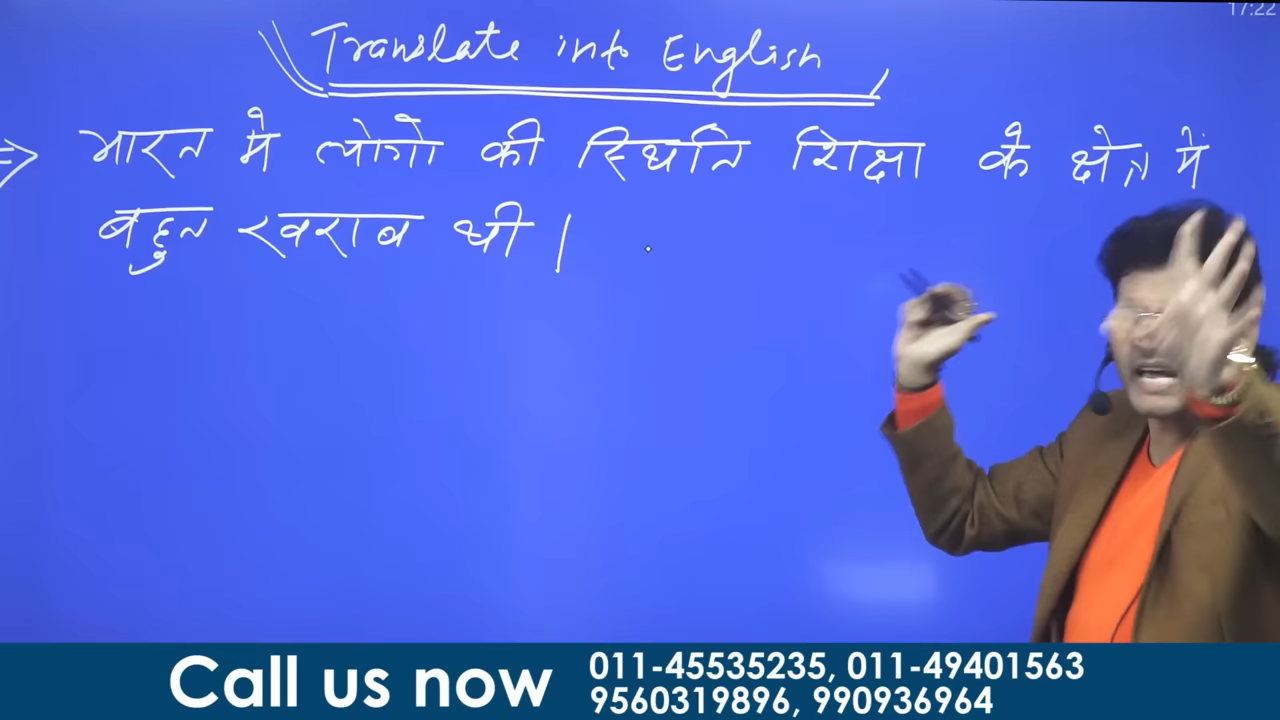 17:22
Translate into English
⇒ भारत में लोगो की स्थिति शिक्षा के क्षेत्र में
बहुत खराब थी।
Call us now
011-45535235, 011-49401563
9560319896, 990936964